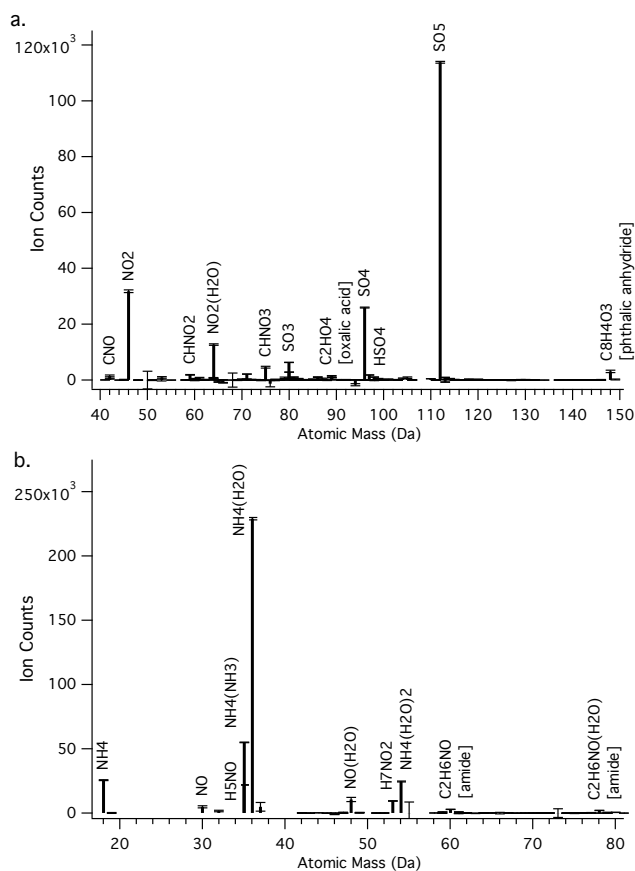 a.
120x10³
100
80
60
40
20
0
Ion Counts
CNO
NO2
CHNO2
NO2(H2O)
CHNO3
SO3
C2HO4
[oxalic acid]
SO4
HSO4
SO5
C8H4O3
[phthalic anhydride]
40 50 60 70 80 90 100 110 120 130 140 150
Atomic Mass (Da)
b.
250x10³
200
150
100
50
0
Ion Counts
NH4
NO
H5NO
NH4(NH3)
NH4(H2O)
NO(H2O)
H7NO2
NH4(H2O)2
C2H6NO
[amide]
C2H6NO(H2O)
[amide]
20 30 40 50 60 70 80
Atomic Mass (Da)